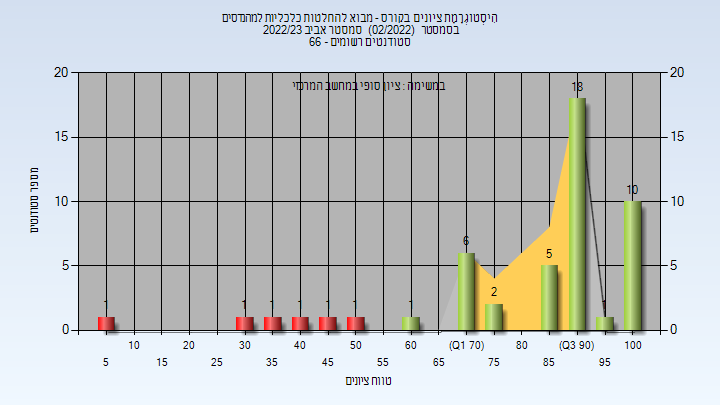 היסטוגרמת ציונים בקורס - מבוא להחלטות כלכליות למהנדסים
בסמסטר (02/2022) סמסטר אביב 2022/23
סטודנטים רשומים - 66
במשימה : ציון סופי במחשב המרכזי
מספר סטודנטים
20 20
15 15
10 10
5 5
0 0
1 1 1 1 1 1 1 6 2 5 18 1 10
10 20 30 40 50 60 (Q1 70) 80 (Q3 90) 100
5 15 25 35 45 55 65 75 85 95
טווח ציונים